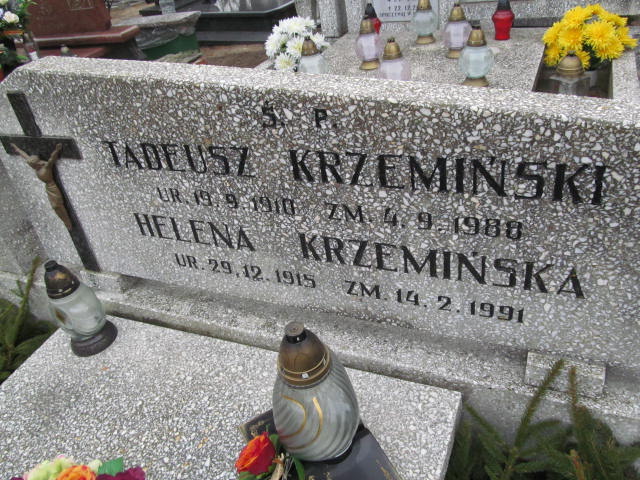 Ś. P.
TADEUSZ KRZEMIŃSKI
UR. 19. 9. 1910 ZM. 4. 9. 1988
HELENA KRZEMIŃSKA
UR. 29. 12. 1915 ZM. 14. 2. 1991